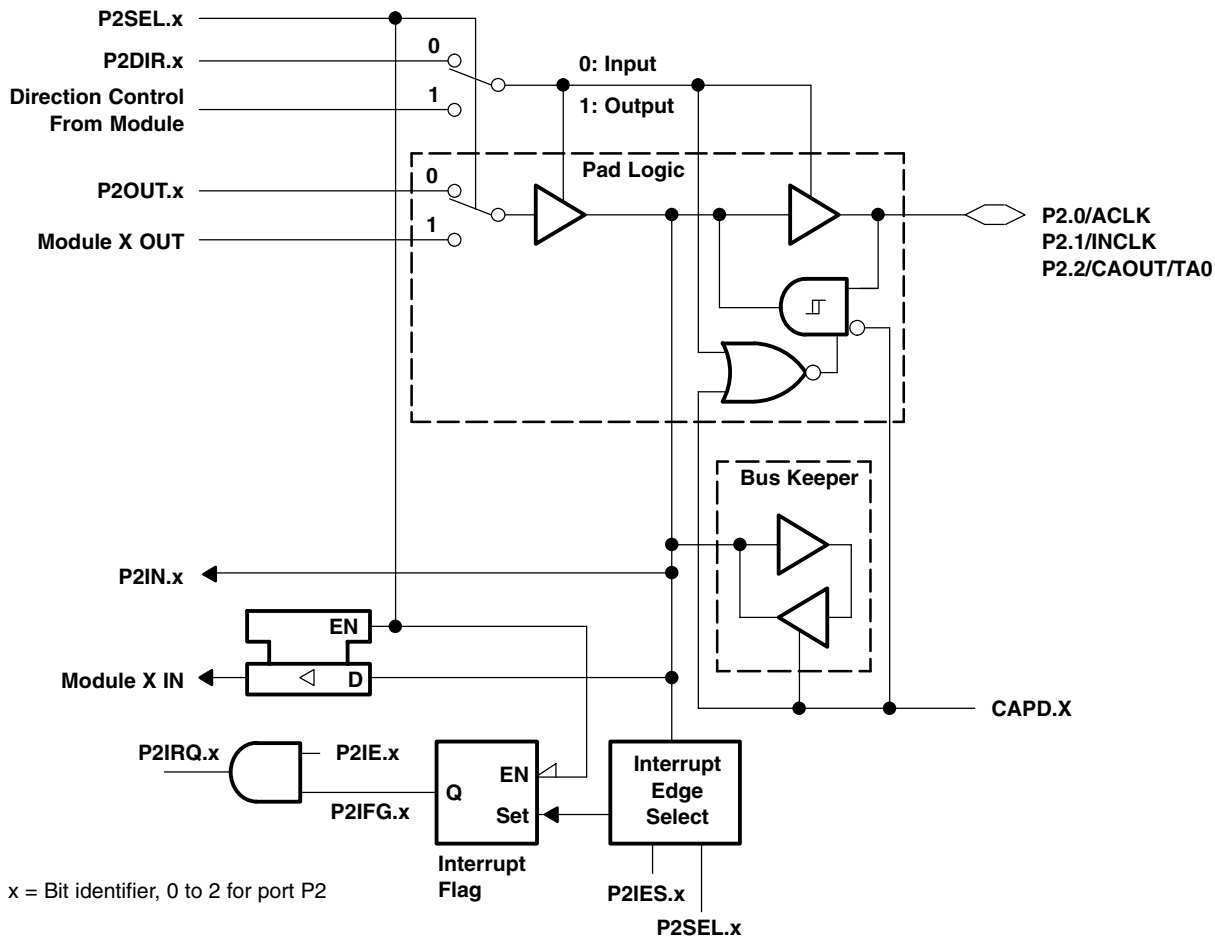 P2SEL.x
P2DIR.x
0
0: Input
Direction Control
From Module
1
1: Output
Pad Logic
P2OUT.x
0
Module X OUT
1
P2.0/ACLK
P2.1/INCLK
P2.2/CAOUT/TA0
Bus Keeper
P2IN.x
EN
Module X IN
D
CAPD.X
P2IRQ.x
P2IE.x
P2IFG.x
Q
EN
Set
Interrupt
Edge
Select
Interrupt
Flag
P2IES.x
P2SEL.x
x = Bit identifier, 0 to 2 for port P2